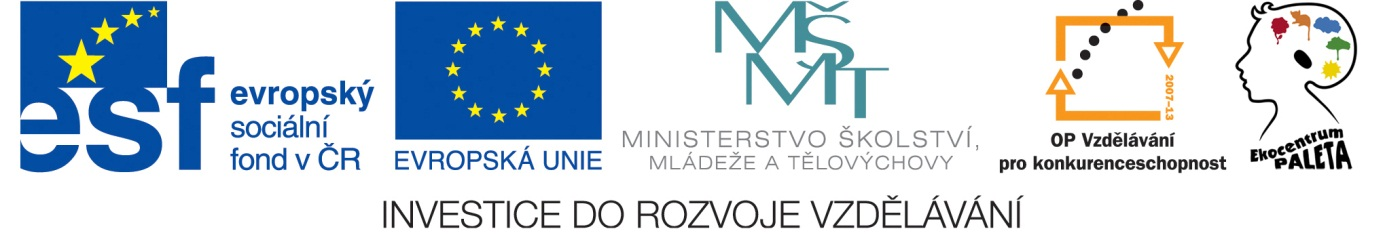 esf
evropský
sociální
fond v ČR
EVROPSKÁ UNIE
MŠMT
MINISTERSTVO ŠKOLSTVÍ,
MLÁDEŽE A TĚLOVÝCHOVY
2007-13
OP Vzdělávání
pro konkurenceschopnost
Ekocentrum
PALETA
INVESTICE DO ROZVOJE VZDĚLÁVÁNÍ